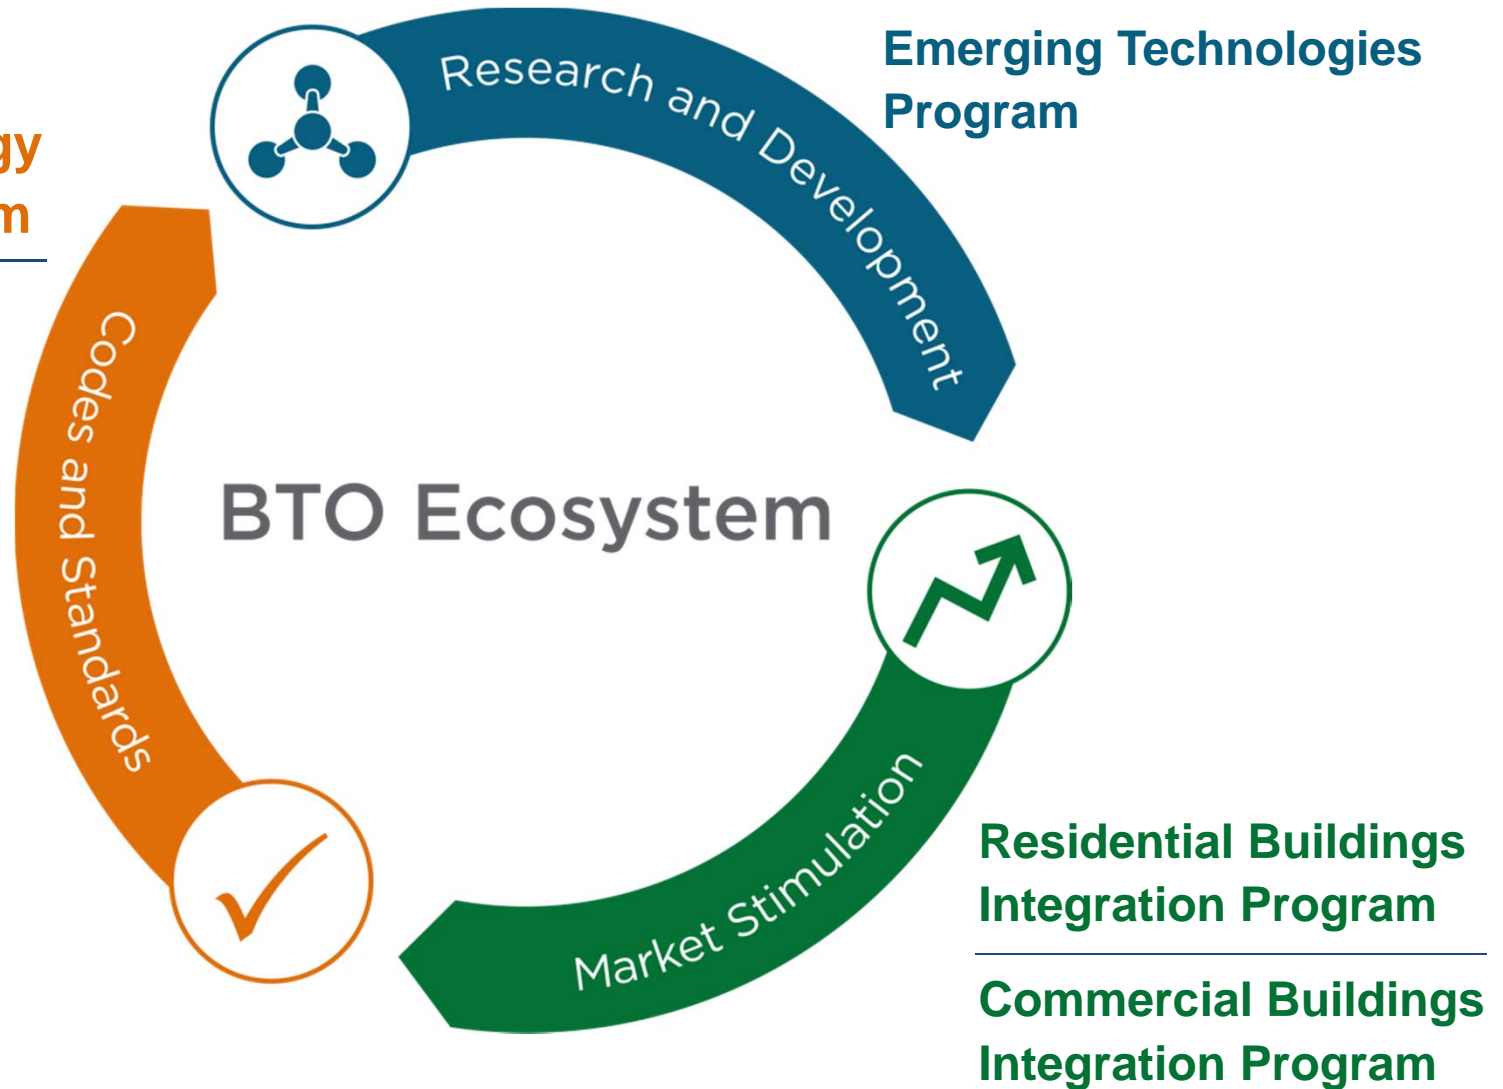 Emerging Technologies
Program
Research and Development
gy
m
Codes and Standards
BTO Ecosystem
Market Stimulation
Residential Buildings
Integration Program
Commercial Buildings
Integration Program